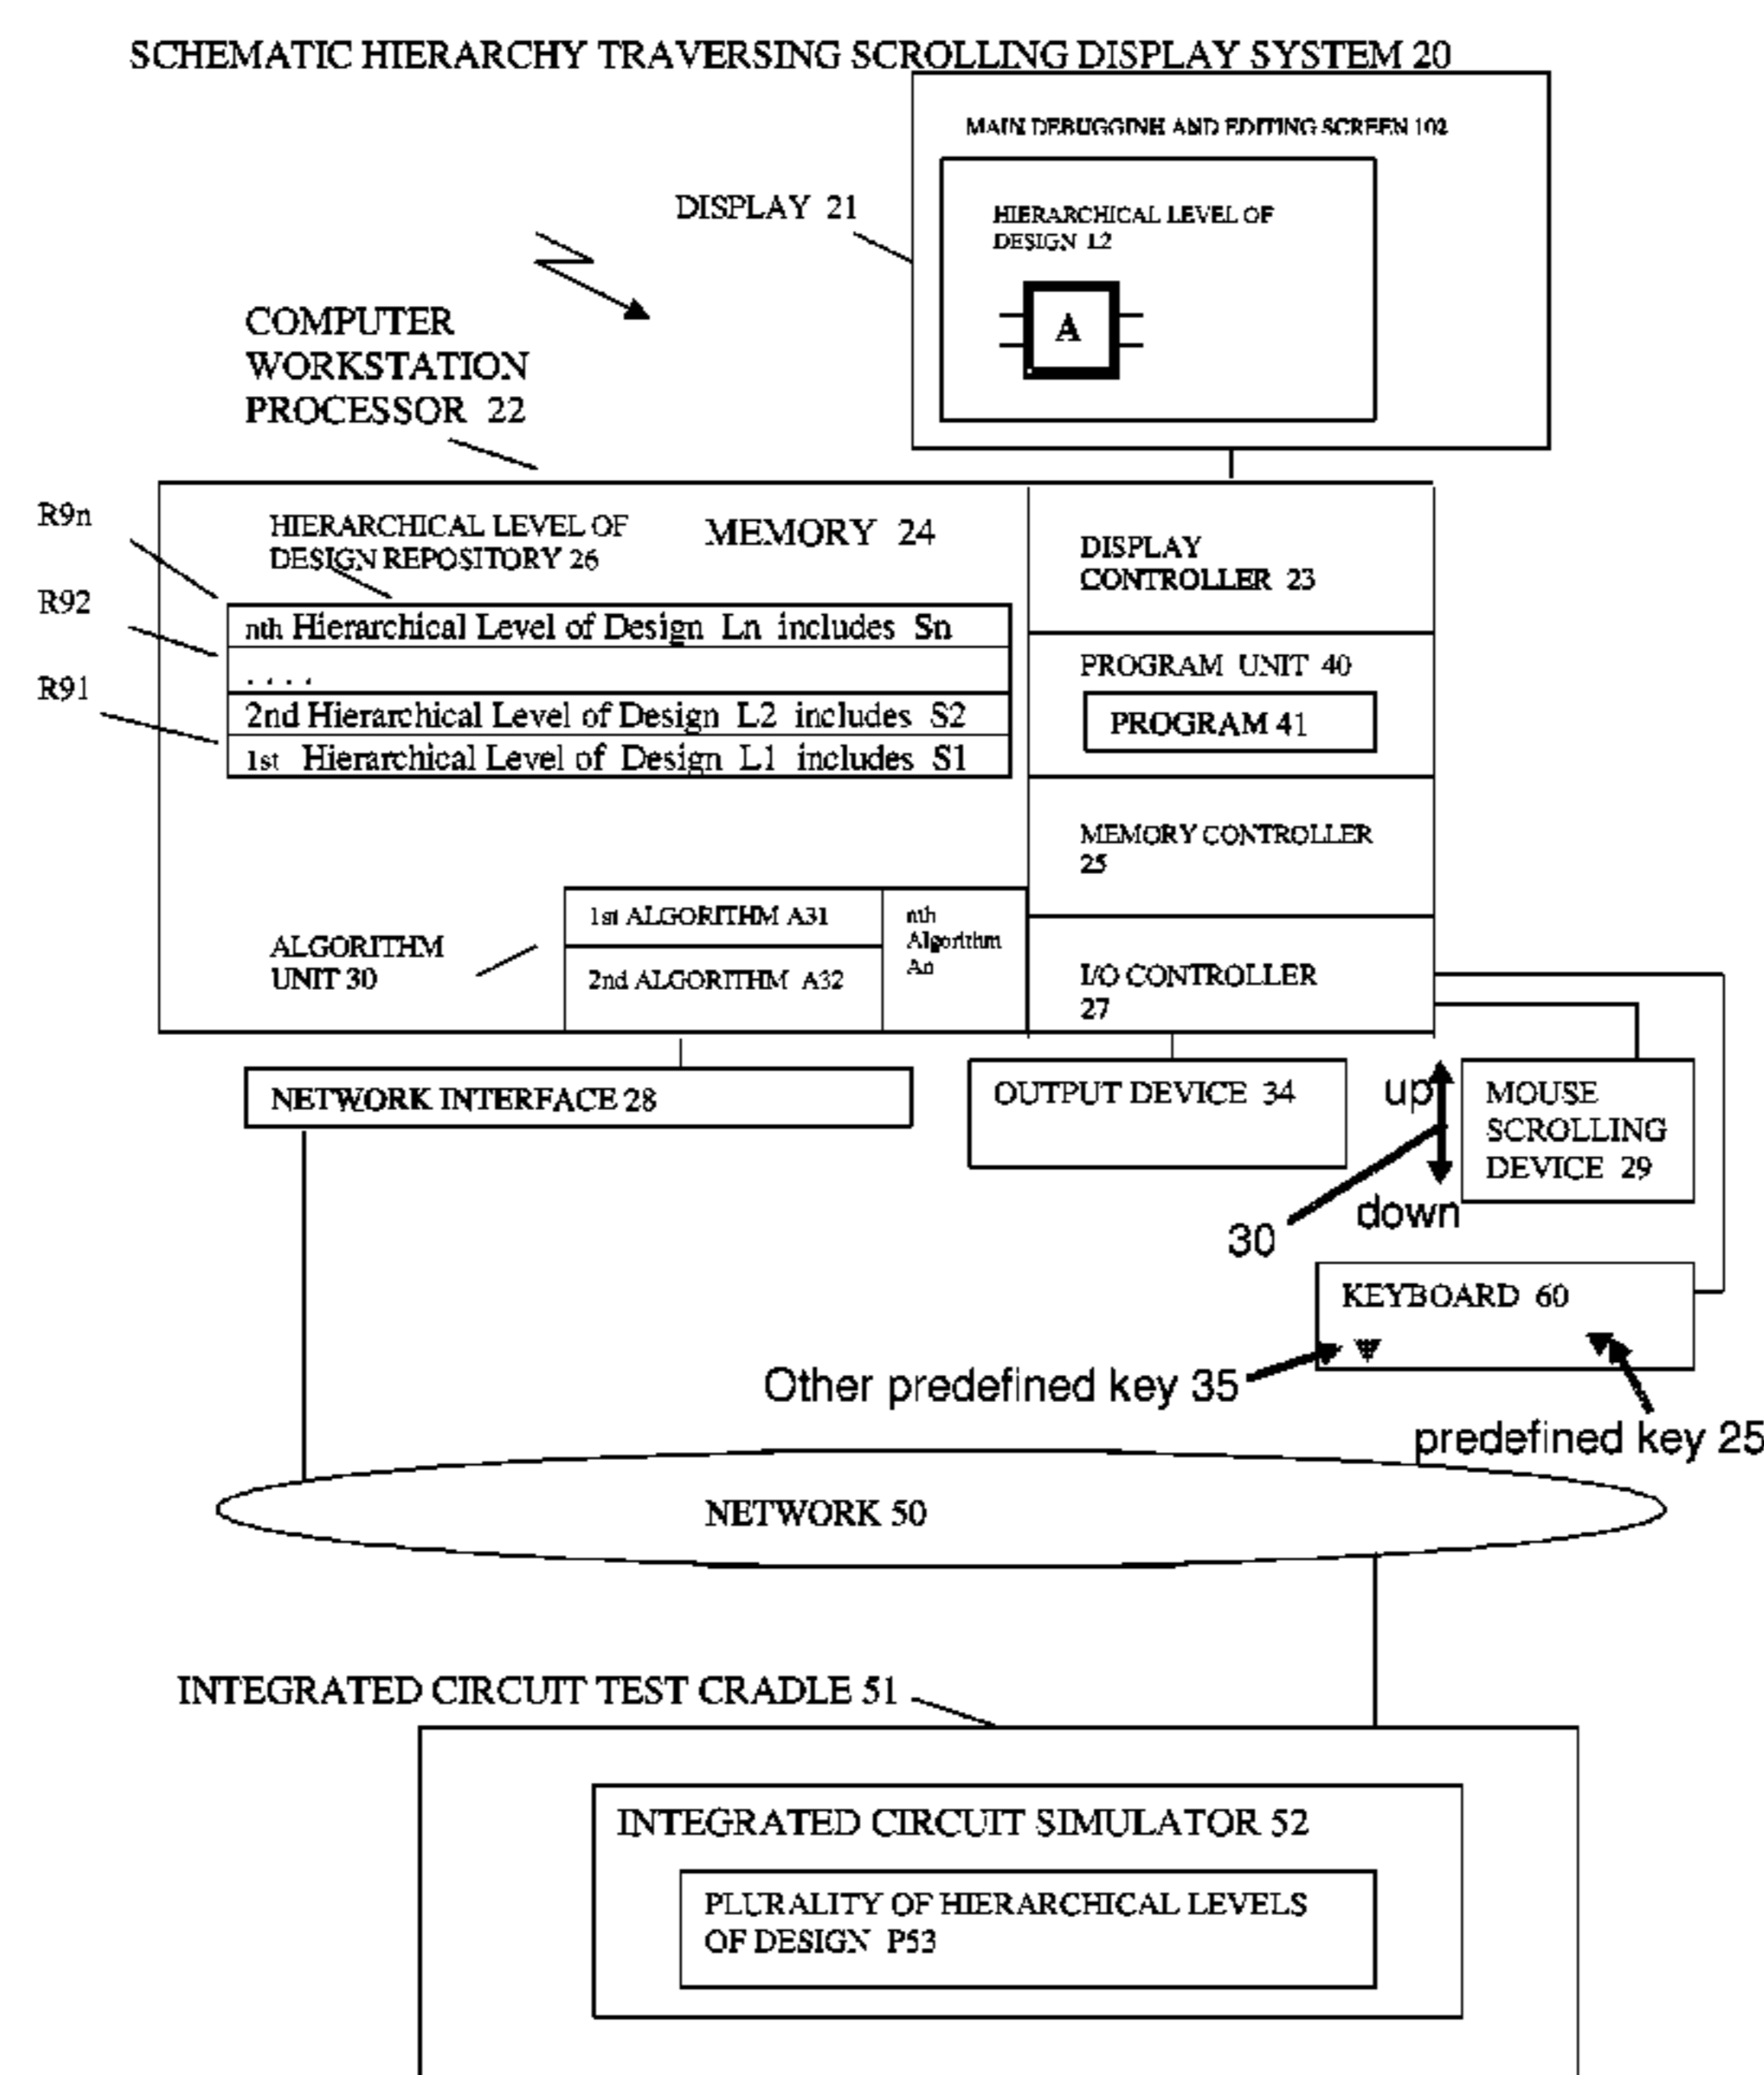 SCHEMATIC HIERARCHY TRAVERSING SCROLLING DISPLAY SYSTEM 20
MAIN DEBUGGINH AND EDITING SCREEN 102
DISPLAY 21
HIERARCHICAL LEVEL OF
DESIGN L2
A
COMPUTER
WORKSTATION
PROCESSOR 22
R9n
R92
R91
HIERARCHICAL LEVEL OF
DESIGN REPOSITORY 26
MEMORY 24
nth Hierarchical Level of Design Ln includes Sn
. . . .
2nd Hierarchical Level of Design L2 includes S2
1st Hierarchical Level of Design L1 includes S1
DISPLAY
CONTROLLER 23
PROGRAM UNIT 40
PROGRAM 41
MEMORY CONTROLLER
25
ALGORITHM
UNIT 30
1st ALGORITHM A31
2nd ALGORITHM A32
nth
Algorithm
An
I/O CONTROLLER
27
NETWORK INTERFACE 28
OUTPUT DEVICE 34
up
down
30
MOUSE
SCROLLING
DEVICE 29
KEYBOARD 60
Other predefined key 35
predefined key 25
NETWORK 50
INTEGRATED CIRCUIT TEST CRADLE 51
INTEGRATED CIRCUIT SIMULATOR 52
PLURALITY OF HIERARCHICAL LEVELS
OF DESIGN P53